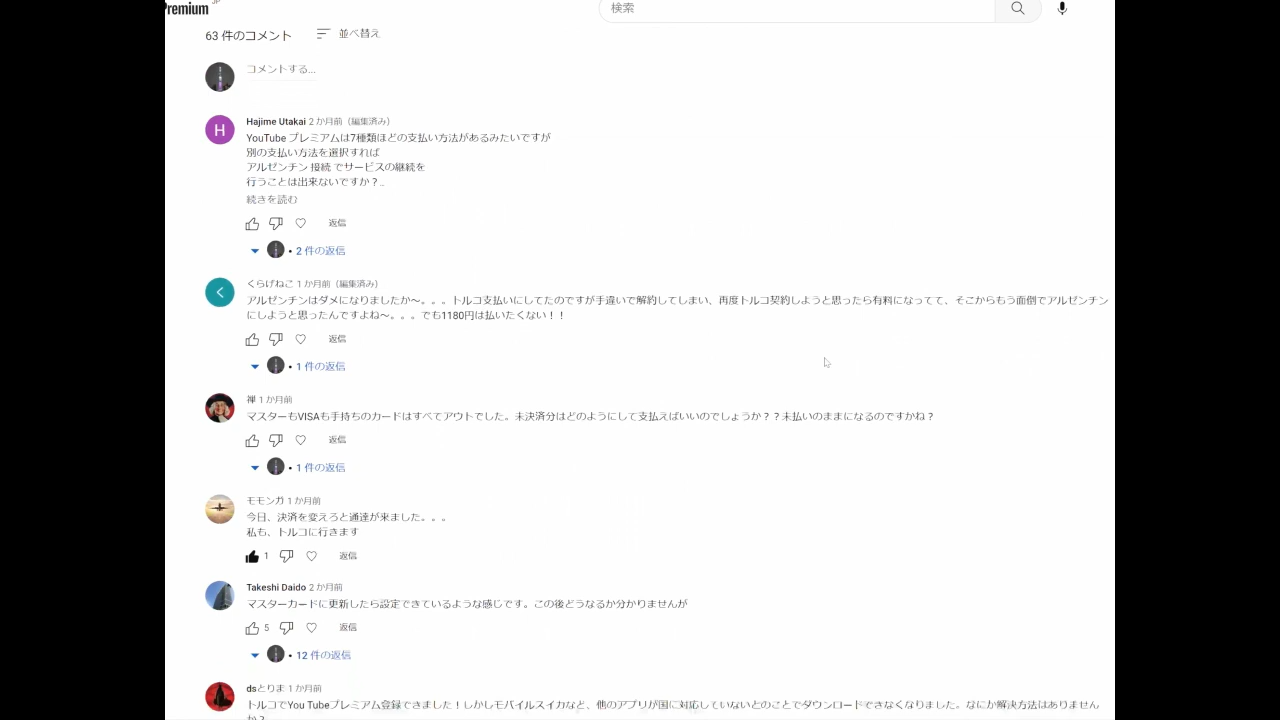 Premium JP
検索
63 件のコメント
並べ替え
コメントする...
H
Hajime Utakai 2 か月前（編集済み）
YouTube プレミアムは7種類ほどの支払い方法があるみたいですが
別の支払い方法を選択すれば
アルゼンチン 接続 でサービスの継続を
行うことは出来ないですか？..
続きを読む
返信
• 2 件の返信
く
くらげねこ 1 か月前（編集済み）
アルゼンチンはダメになりましたか〜。。。トルコ支払いにしてたのですが手違いで解約してしまい、再度トルコ契約しようと思ったら有料になってて、そこからもう面倒でアルゼンチン
にしようと思ったんですよね〜。。。でも1180円は払いたくない！！
返信
• 1 件の返信
禅 1 か月前
マスターもVISAも手持ちのカードはすべてアウトでした。未決済分はどのようにして支払えばいいのでしょうか？？未払いのままになるのですかね？
返信
• 1 件の返信
モモンガ 1 か月前
今日、決済を変えろと通達が来ました。。。
私も、トルコに行きます
1 返信
Takeshi Daido 2 か月前
マスターカードに更新したら設定できているような感じです。この後どうなるか分かりませんが
5 返信
• 12 件の返信
dsとりま 1 か月前
トルコでYou Tubeプレミアム登録できました！しかしモバイルスイカなど、他のアプリが国に対応していないとのことでダウンロードできなくなりました。なにか解決方法はありません
か？